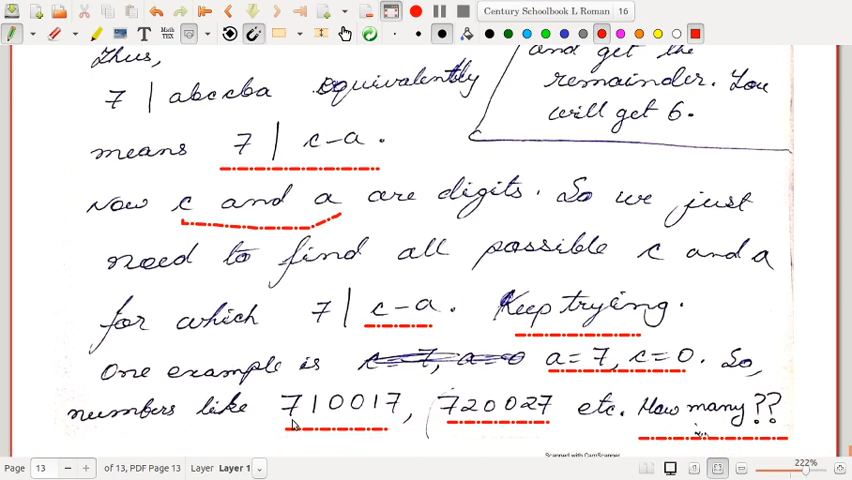 Century Schoolbook L Roman 16
T Math TEX
Thus,
and get the
remainder. You
will get 6.
7 | abccba equivalently
means 7 | c-a.
Now c and a are digits. So we just
need to find all possible c and a
for which 7 | c-a. Keep trying.
One example is c=7, a=0 a=7, c=0. So,
numbers like 710017, 720027 etc. How many??
Scanned with CamScanner
Page 13 of 13, PDF Page 13 Layer Layer 1 222%